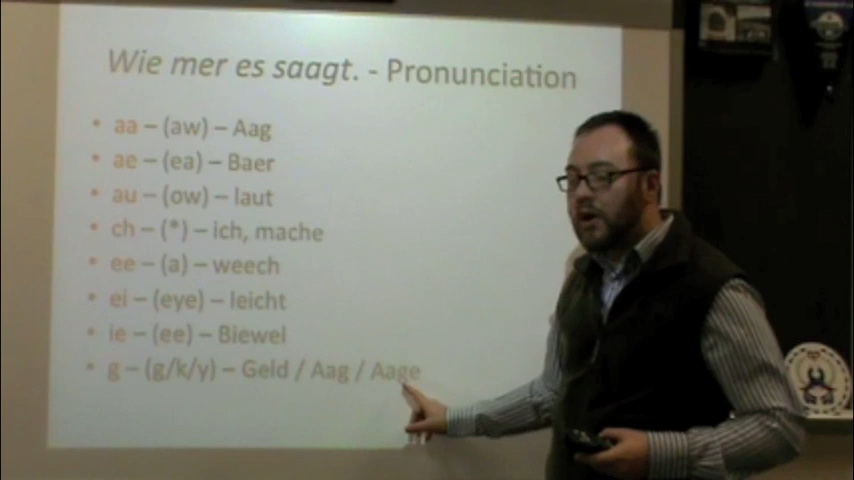 Wie mer es saagt. - Pronunciation
• aa – (aw) – Aag
• ae – (ea) – Baer
• au – (ow) – laut
• ch – (*) – ich, mache
• ee – (a) – weech
• ei – (eye) – leicht
• ie – (ee) – Biewel
• g – (g/k/y) – Geld / Aag / Aage